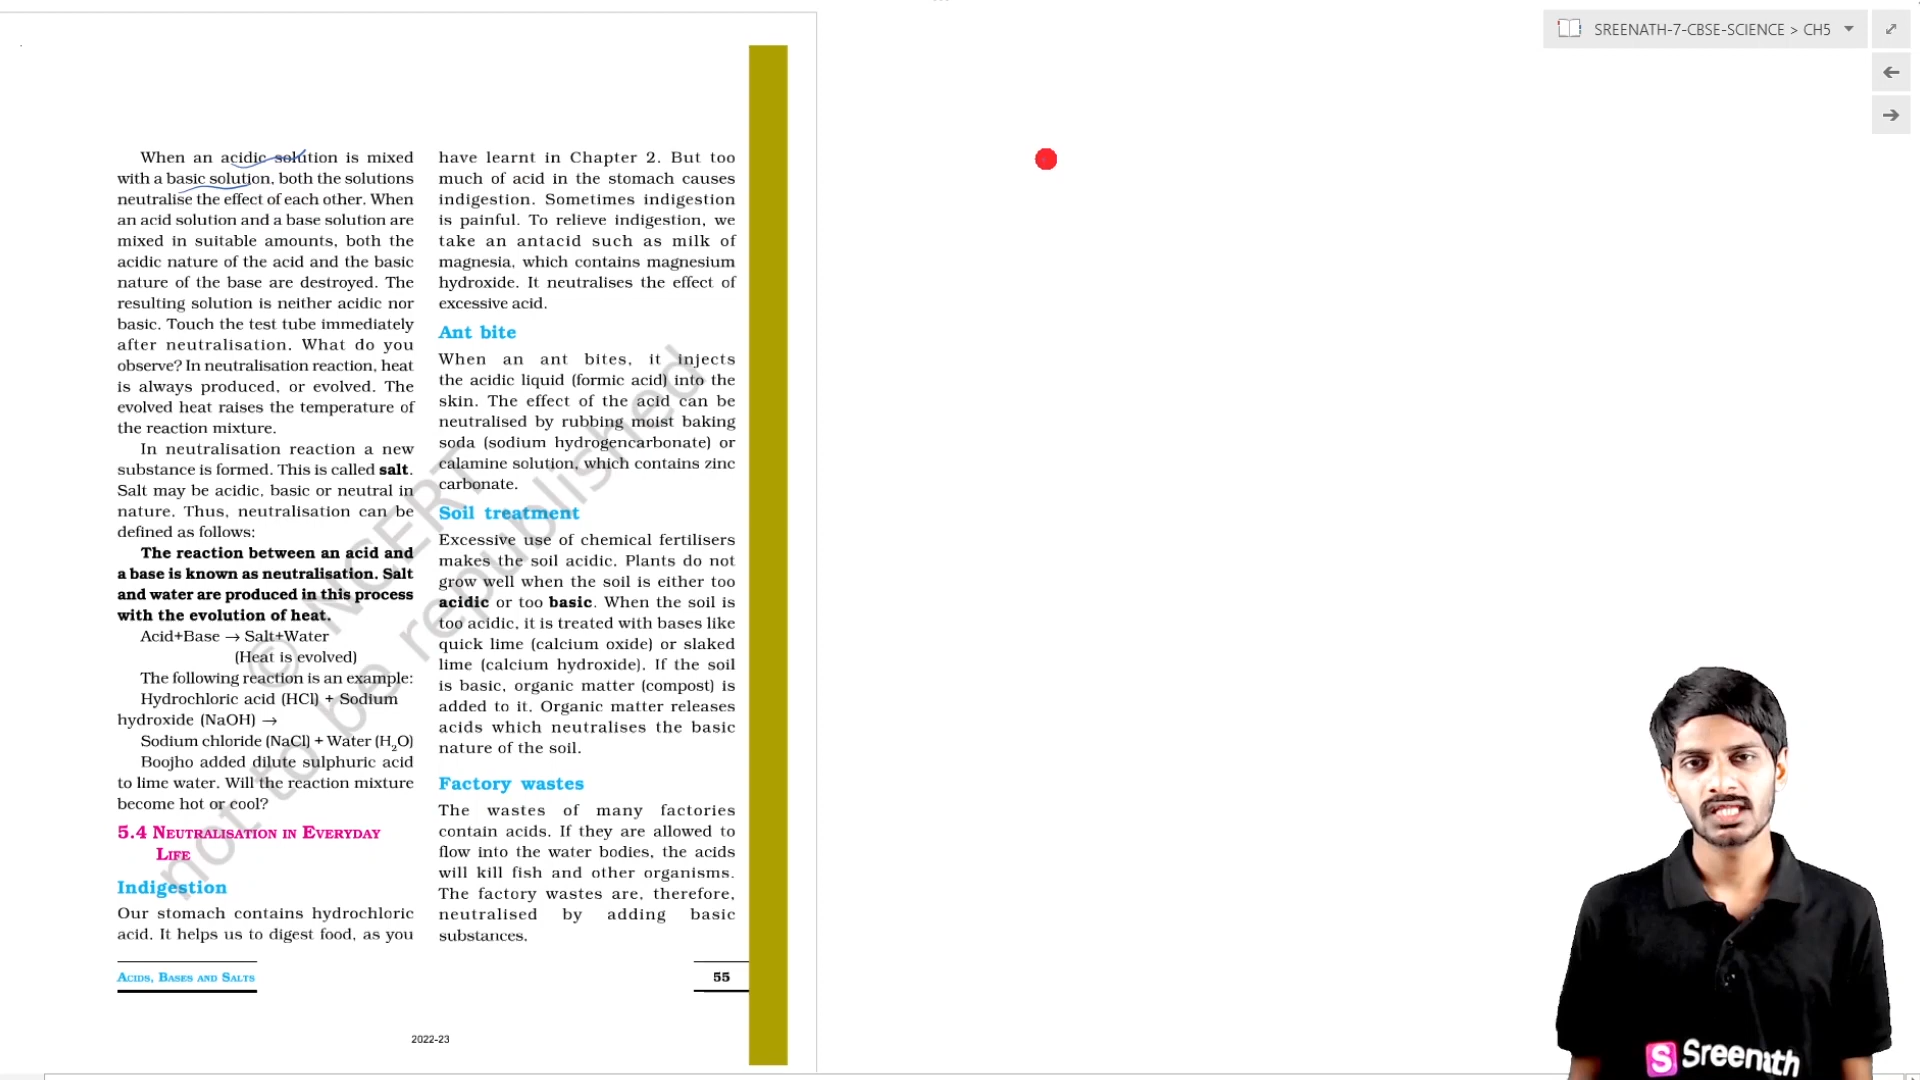 SREENATH-7-CBSE-SCIENCE > CH5
When an acidic solution is mixed
with a basic solution, both the solutions
neutralise the effect of each other. When
an acid solution and a base solution are
mixed in suitable amounts, both the
acidic nature of the acid and the basic
nature of the base are destroyed. The
resulting solution is neither acidic nor
basic. Touch the test tube immediately
after neutralisation. What do you
observe? In neutralisation reaction, heat
is always produced, or evolved. The
evolved heat raises the temperature of
the reaction mixture.
In neutralisation reaction a new
substance is formed. This is called salt.
Salt may be acidic, basic or neutral in
nature. Thus, neutralisation can be
defined as follows:
The reaction between an acid and
a base is known as neutralisation. Salt
and water are produced in this process
with the evolution of heat.
Acid+Base → Salt+Water
(Heat is evolved)
The following reaction is an example:
Hydrochloric acid (HCl) + Sodium
hydroxide (NaOH) →
Sodium chloride (NaCl) + Water (H₂O)
Boojho added dilute sulphuric acid
to lime water. Will the reaction mixture
become hot or cool?
5.4 NEUTRALISATION IN EVERYDAY
LIFE
Indigestion
Our stomach contains hydrochloric
acid. It helps us to digest food, as you
have learnt in Chapter 2. But too
much of acid in the stomach causes
indigestion. Sometimes indigestion
is painful. To relieve indigestion, we
take an antacid such as milk of
magnesia, which contains magnesium
hydroxide. It neutralises the effect of
excessive acid.
Ant bite
When an ant bites, it injects
the acidic liquid (formic acid) into the
skin. The effect of the acid can be
neutralised by rubbing moist baking
soda (sodium hydrogencarbonate) or
calamine solution, which contains zinc
carbonate.
Soil treatment
Excessive use of chemical fertilisers
makes the soil acidic. Plants do not
grow well when the soil is either too
acidic or too basic. When the soil is
too acidic, it is treated with bases like
quick lime (calcium oxide) or slaked
lime (calcium hydroxide). If the soil
is basic, organic matter (compost) is
added to it. Organic matter releases
acids which neutralises the basic
nature of the soil.
Factory wastes
The wastes of many factories
contain acids. If they are allowed to
flow into the water bodies, the acids
will kill fish and other organisms.
The factory wastes are, therefore,
neutralised by adding basic
substances.
© NCERT
not to be republished
ACIDS, BASES AND SALTS
55
2022-23
S Sreenath